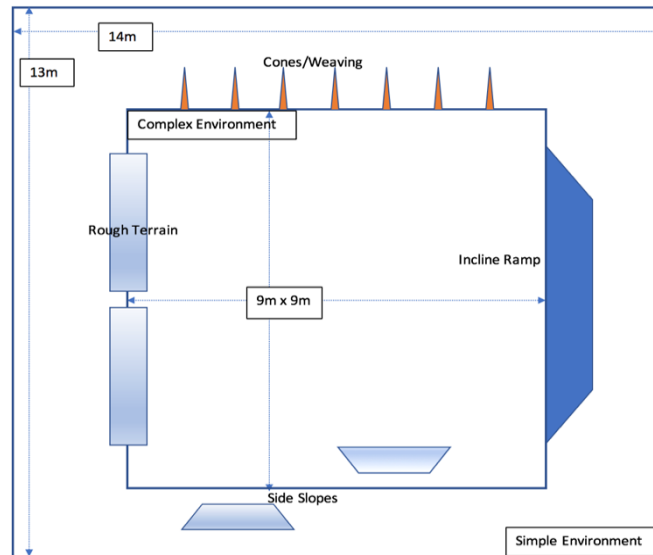 14m
Cones/Weaving
13m
Complex Environment
Rough Terrain
Incline Ramp
9m x 9m
Side Slopes
Simple Environment